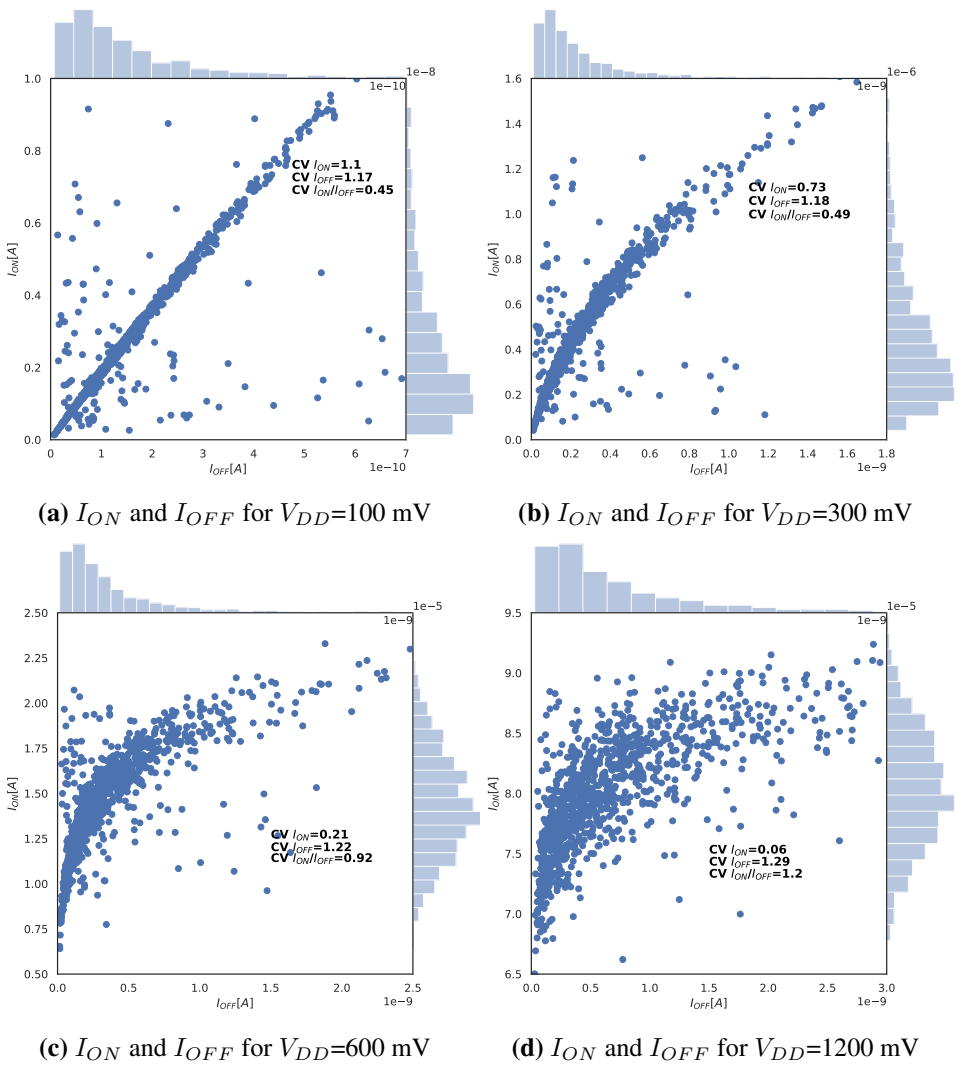 1e−8
1.0
1e−10
0.8
CV I_ON=1.1
CV I_OFF=1.17
CV I_ON/I_OFF=0.45
0.6
I_ON[A]
0.4
0.2
0.0
0 1 2 3 4 5 6 7
I_OFF[A]
1e−10
(a) I_ON and I_OFF for V_DD=100 mV
1e−6
1.6
1e−9
1.4
1.2
CV I_ON=0.73
CV I_OFF=1.18
CV I_ON/I_OFF=0.49
1.0
0.8
I_ON[A]
0.6
0.4
0.2
0.0
0.0 0.2 0.4 0.6 0.8 1.0 1.2 1.4 1.6 1.8
I_OFF[A]
1e−9
(b) I_ON and I_OFF for V_DD=300 mV
1e−5
2.50
1e−9
2.25
2.00
1.75
I_ON[A]
1.50
1.25
CV I_ON=0.21
CV I_OFF=1.22
CV I_ON/I_OFF=0.92
1.00
0.75
0.50
0.0 0.5 1.0 1.5 2.0 2.5
I_OFF[A]
1e−9
(c) I_ON and I_OFF for V_DD=600 mV
1e−5
9.5
1e−9
9.0
8.5
I_ON[A]
8.0
7.5
CV I_ON=0.06
CV I_OFF=1.29
CV I_ON/I_OFF=1.2
7.0
6.5
0.0 0.5 1.0 1.5 2.0 2.5 3.0
I_OFF[A]
1e−9
(d) I_ON and I_OFF for V_DD=1200 mV